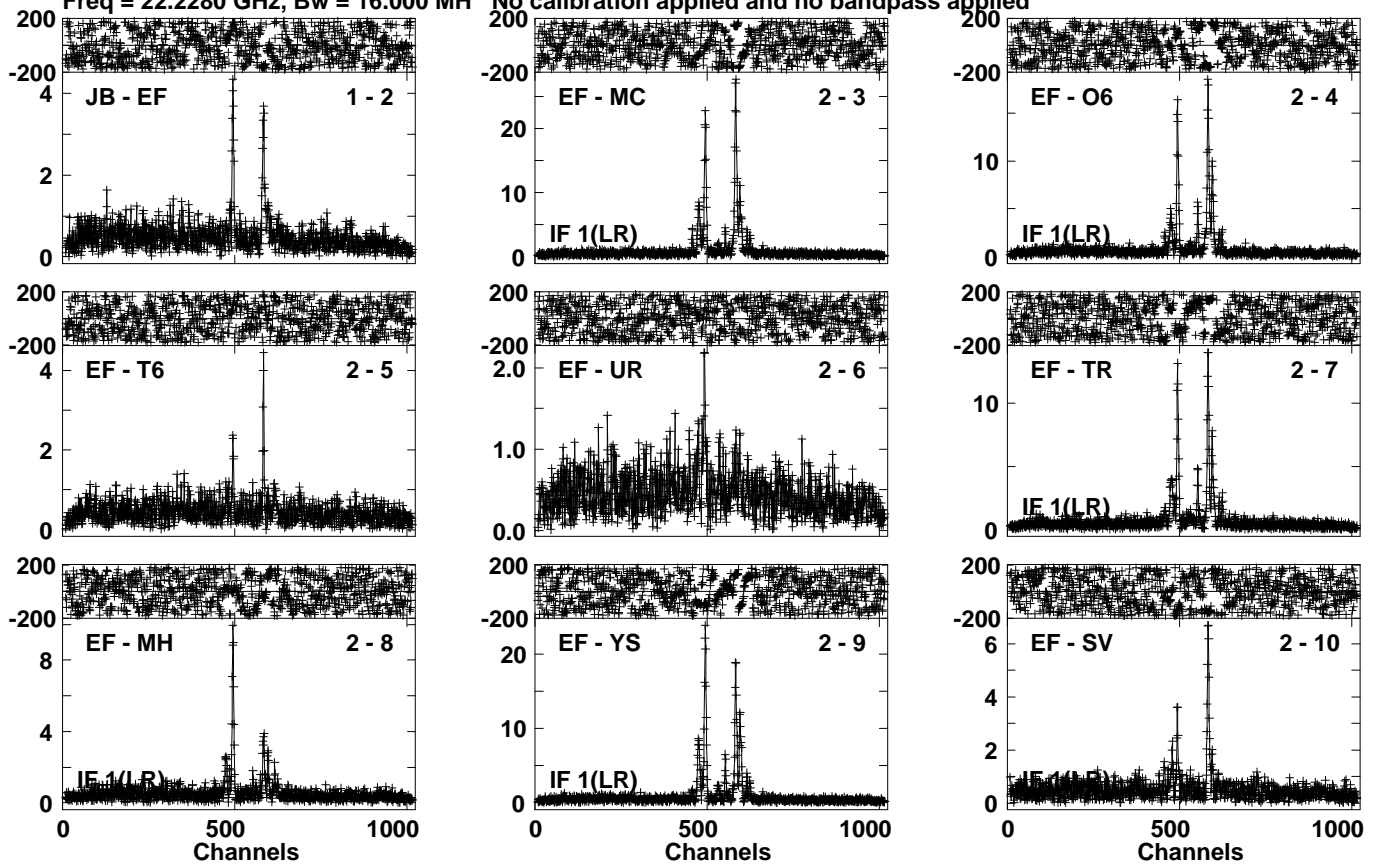 Freq = 22.2280 GHz, Bw = 16.000 MH No calibration applied and no bandpass applied
200 200 200
-200 -200 -200
JB - EF 1 - 2 EF - MC 2 - 3 EF - O6 2 - 4
4
20
2
10
10
IF 1(LR) IF 1(LR)
0 0 0
200 200 200
-200 -200 -200
EF - T6 2 - 5 EF - UR 2 - 6 EF - TR 2 - 7
4 2.0
10
2 1.0
IF 1(LR)
0 0.0 0
200 200 200
-200 -200 -200
EF - MH 2 - 8 EF - YS 2 - 9 EF - SV 2 - 10
8 20 6
4 10 4
2
IF 1(LR) IF 1(LR) IF 1(LR)
0 0 0
0 500 1000 0 500 1000 0 500 1000
Channels Channels Channels